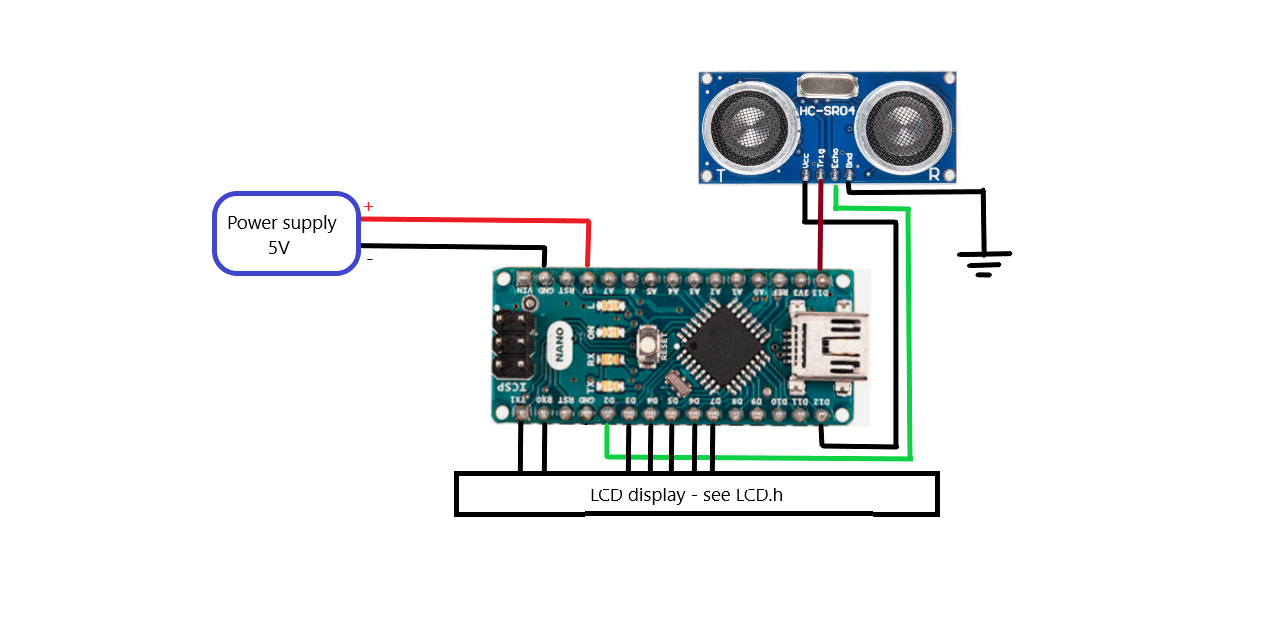 HC-SR04
Vcc Trig Echo Gnd
T R
Power supply
5V
+
-
VIN GND RST 5V A7 A6 A5 A4 A3 A2 A1 A0 REF 3V3 D13
L
ON
RX
TX
NANO
RESET
ICSP
TX1 RX0 RST GND D2 D3 D4 D5 D6 D7 D8 D9 D10 D11 D12
LCD display - see LCD.h